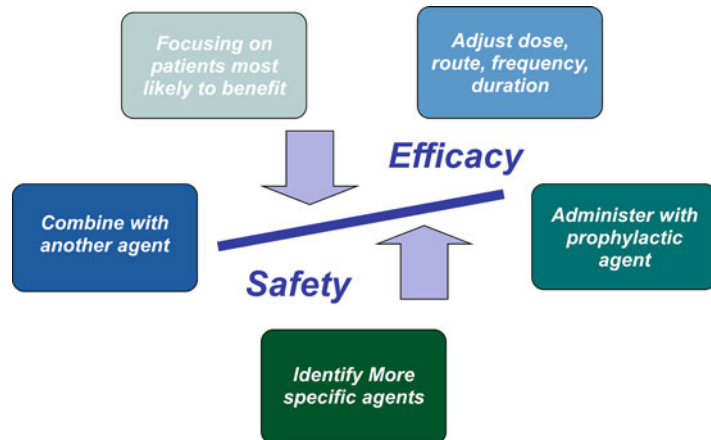 Focusing on
patients most
likely to benefit
Adjust dose,
route, frequency,
duration
Efficacy
Combine with
another agent
Administer with
prophylactic
agent
Safety
Identify More
specific agents